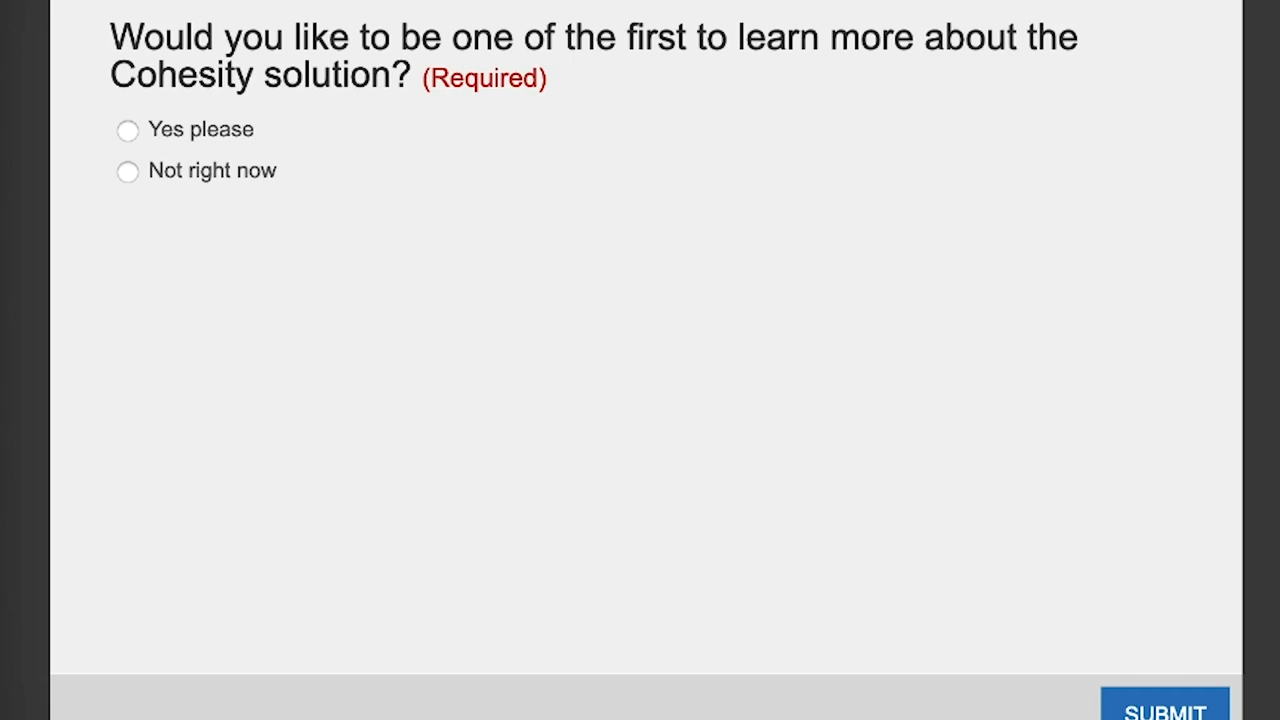 Would you like to be one of the first to learn more about the
Cohesity solution? (Required)
Yes please
Not right now
SUBMIT